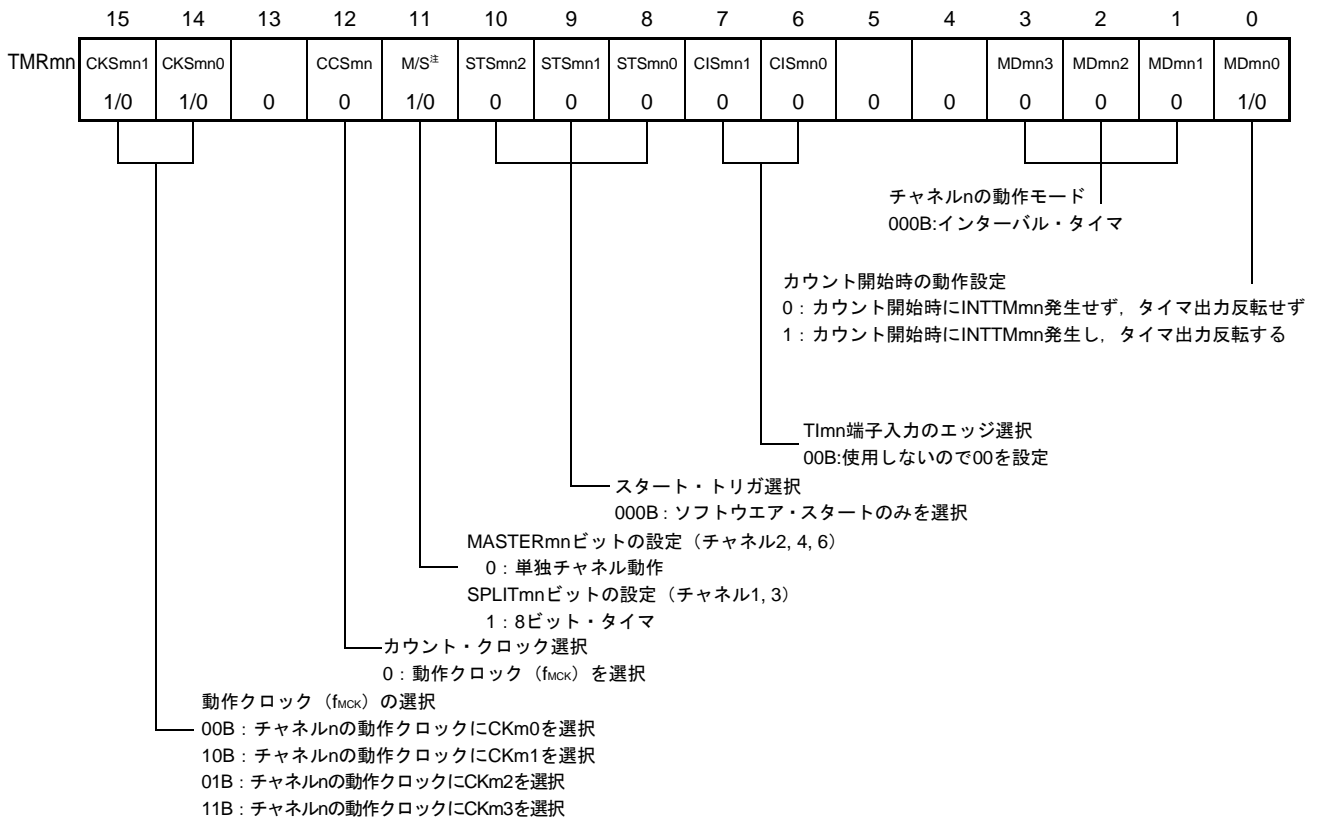 15 14 13 12 11 10 9 8 7 6 5 4 3 2 1 0
TMRmn CKSmn1 CKSmn0 CCSmn M/S注 STSmn2 STSmn1 STSmn0 CISmn1 CISmn0 MDmn3 MDmn2 MDmn1 MDmn0
1/0 1/0 0 0 1/0 0 0 0 0 0 0 0 0 0 0 1/0
チャネルnの動作モード
000B:インターバル・タイマ
カウント開始時の動作設定
0：カウント開始時にINTTMmn発生せず，タイマ出力反転せず
1：カウント開始時にINTTMmn発生し，タイマ出力反転する
TImn端子入力のエッジ選択
00B:使用しないので00を設定
スタート・トリガ選択
000B：ソフトウエア・スタートのみを選択
MASTERmnビットの設定（チャネル2, 4, 6）
0：単独チャネル動作
SPLITmnビットの設定（チャネル1, 3）
1：8ビット・タイマ
カウント・クロック選択
0：動作クロック（fMCK）を選択
動作クロック（fMCK）の選択
00B：チャネルnの動作クロックにCKm0を選択
10B：チャネルnの動作クロックにCKm1を選択
01B：チャネルnの動作クロックにCKm2を選択
11B：チャネルnの動作クロックにCKm3を選択